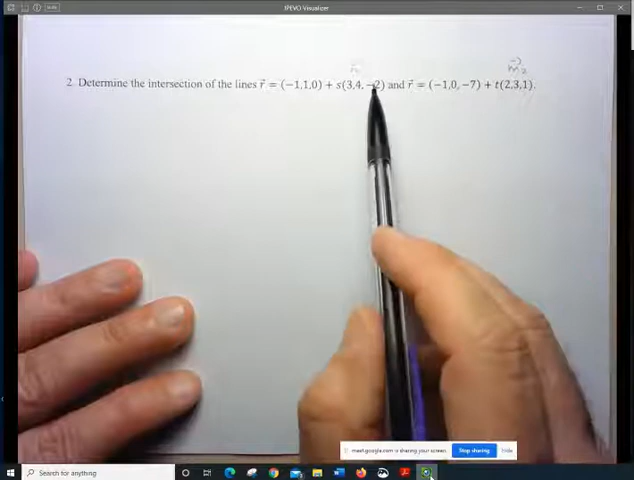 IPEVO Visualizer
m⃗₂
2. Determine the intersection of the lines r⃗ = (−1,1,0) + s(3,4,−2) and r⃗ = (−1,0,−7) + t(2,3,1).
meet.google.com is sharing your screen. Stop sharing Hide
Search for anything